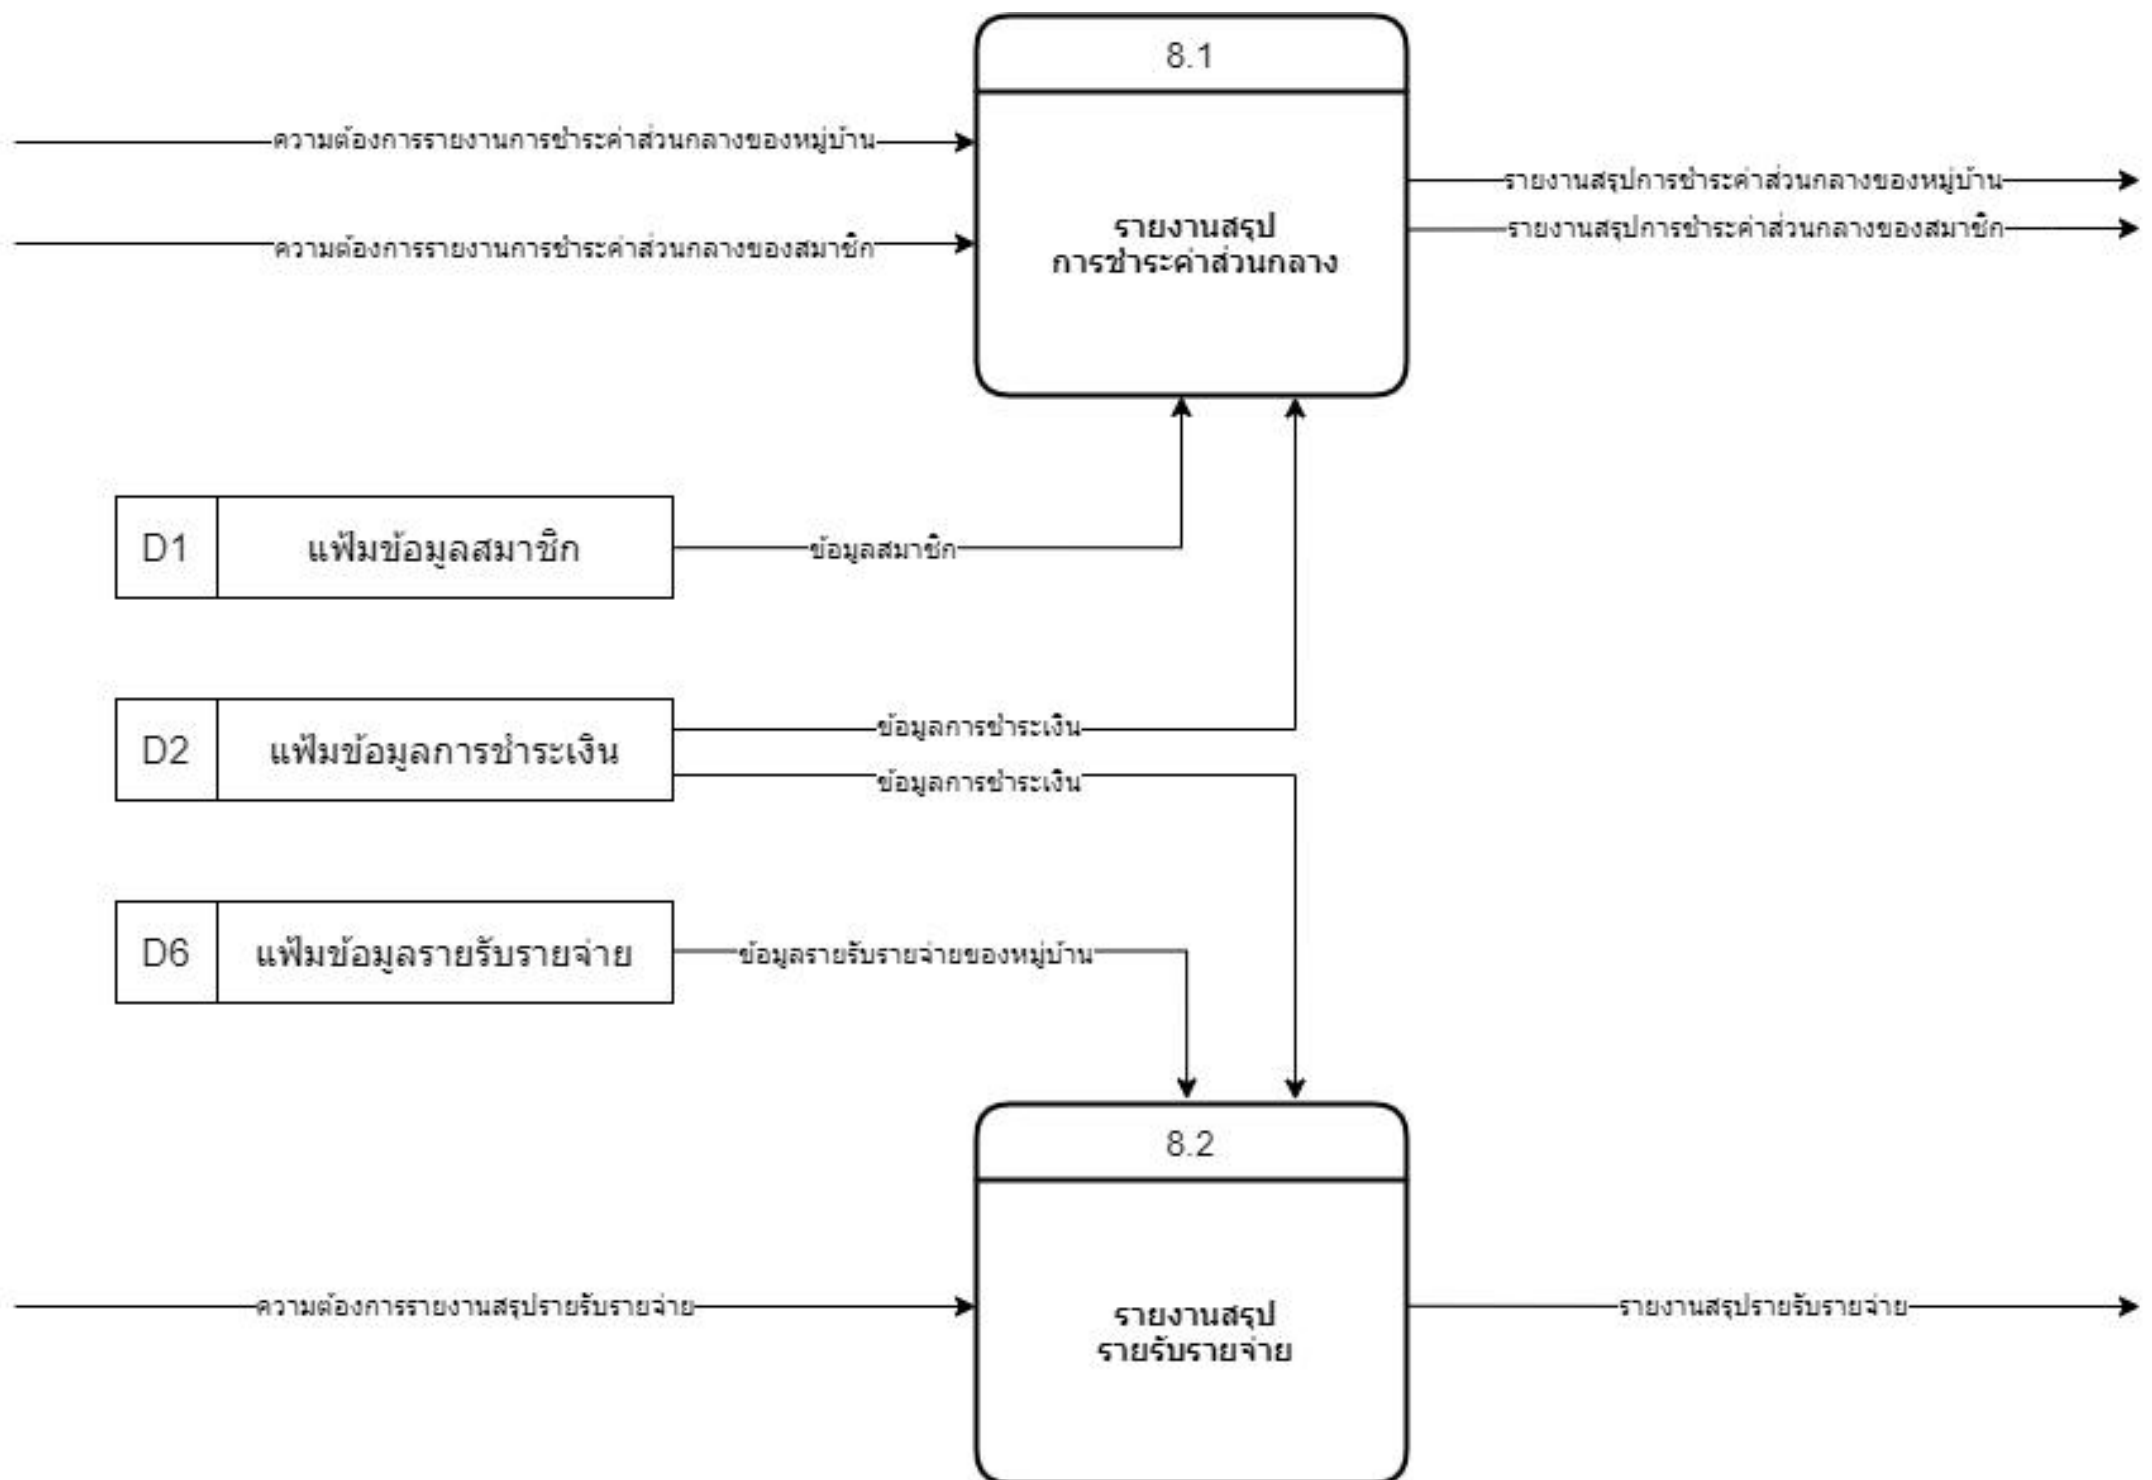 8.1
ความต้องการรายงานการชำระค่าส่วนกลางของหมู่บ้าน
รายงานสรุปการชำระค่าส่วนกลางของหมู่บ้าน
รายงานสรุป
การชำระค่าส่วนกลาง
ความต้องการรายงานการชำระค่าส่วนกลางของสมาชิก
รายงานสรุปการชำระค่าส่วนกลางของสมาชิก
D1
แฟ้มข้อมูลสมาชิก
ข้อมูลสมาชิก
D2
แฟ้มข้อมูลการชำระเงิน
ข้อมูลการชำระเงิน
ข้อมูลการชำระเงิน
D6
แฟ้มข้อมูลรายรับรายจ่าย
ข้อมูลรายรับรายจ่ายของหมู่บ้าน
8.2
ความต้องการรายงานสรุปรายรับรายจ่าย
รายงานสรุป
รายรับรายจ่าย
รายงานสรุปรายรับรายจ่าย